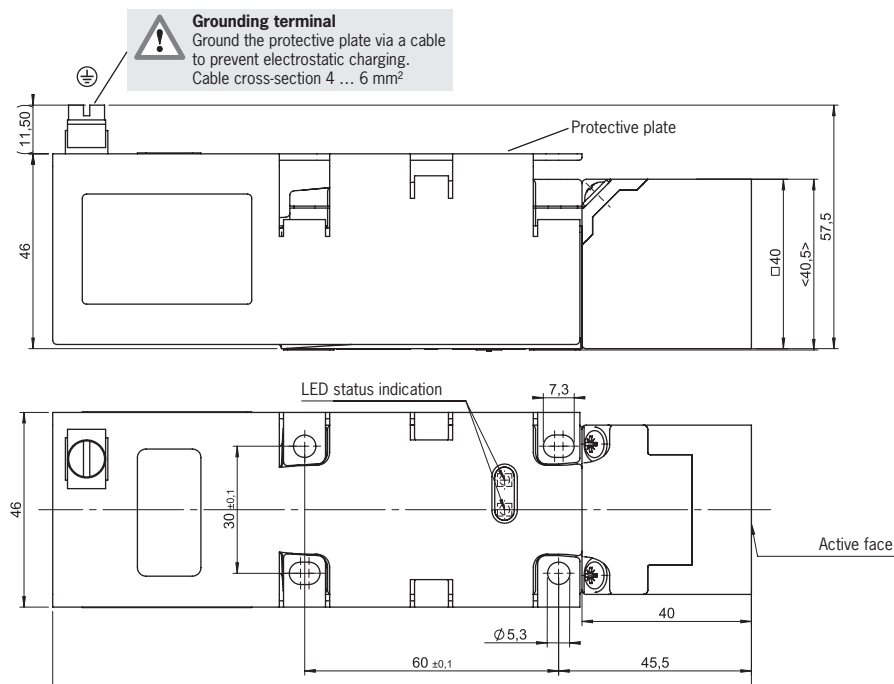 Grounding terminal
Ground the protective plate via a cable
to prevent electrostatic charging.
Cable cross-section 4 … 6 mm²
(11,50)
Protective plate
46
□40
<40,5>
57,5
LED status indication
7,3
46
30 ±0,1
Active face
40
Ø5,3
60 ±0,1
45,5